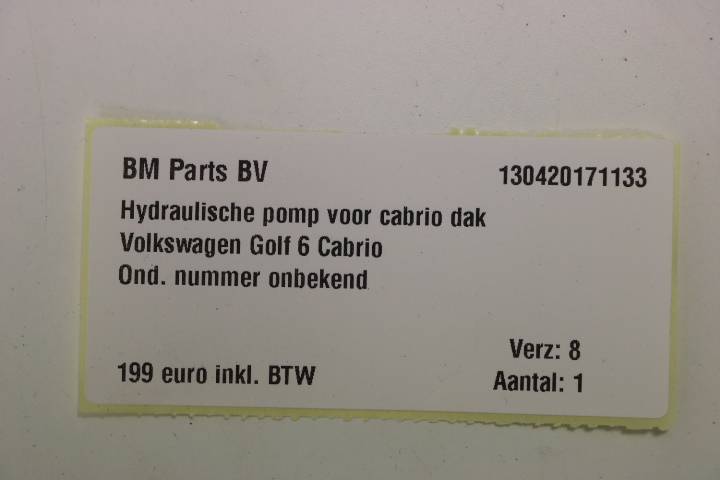 BM Parts BV 130420171133
Hydraulische pomp voor cabrio dak
Volkswagen Golf 6 Cabrio
Ond. nummer onbekend
Verz: 8
199 euro inkl. BTW Aantal: 1